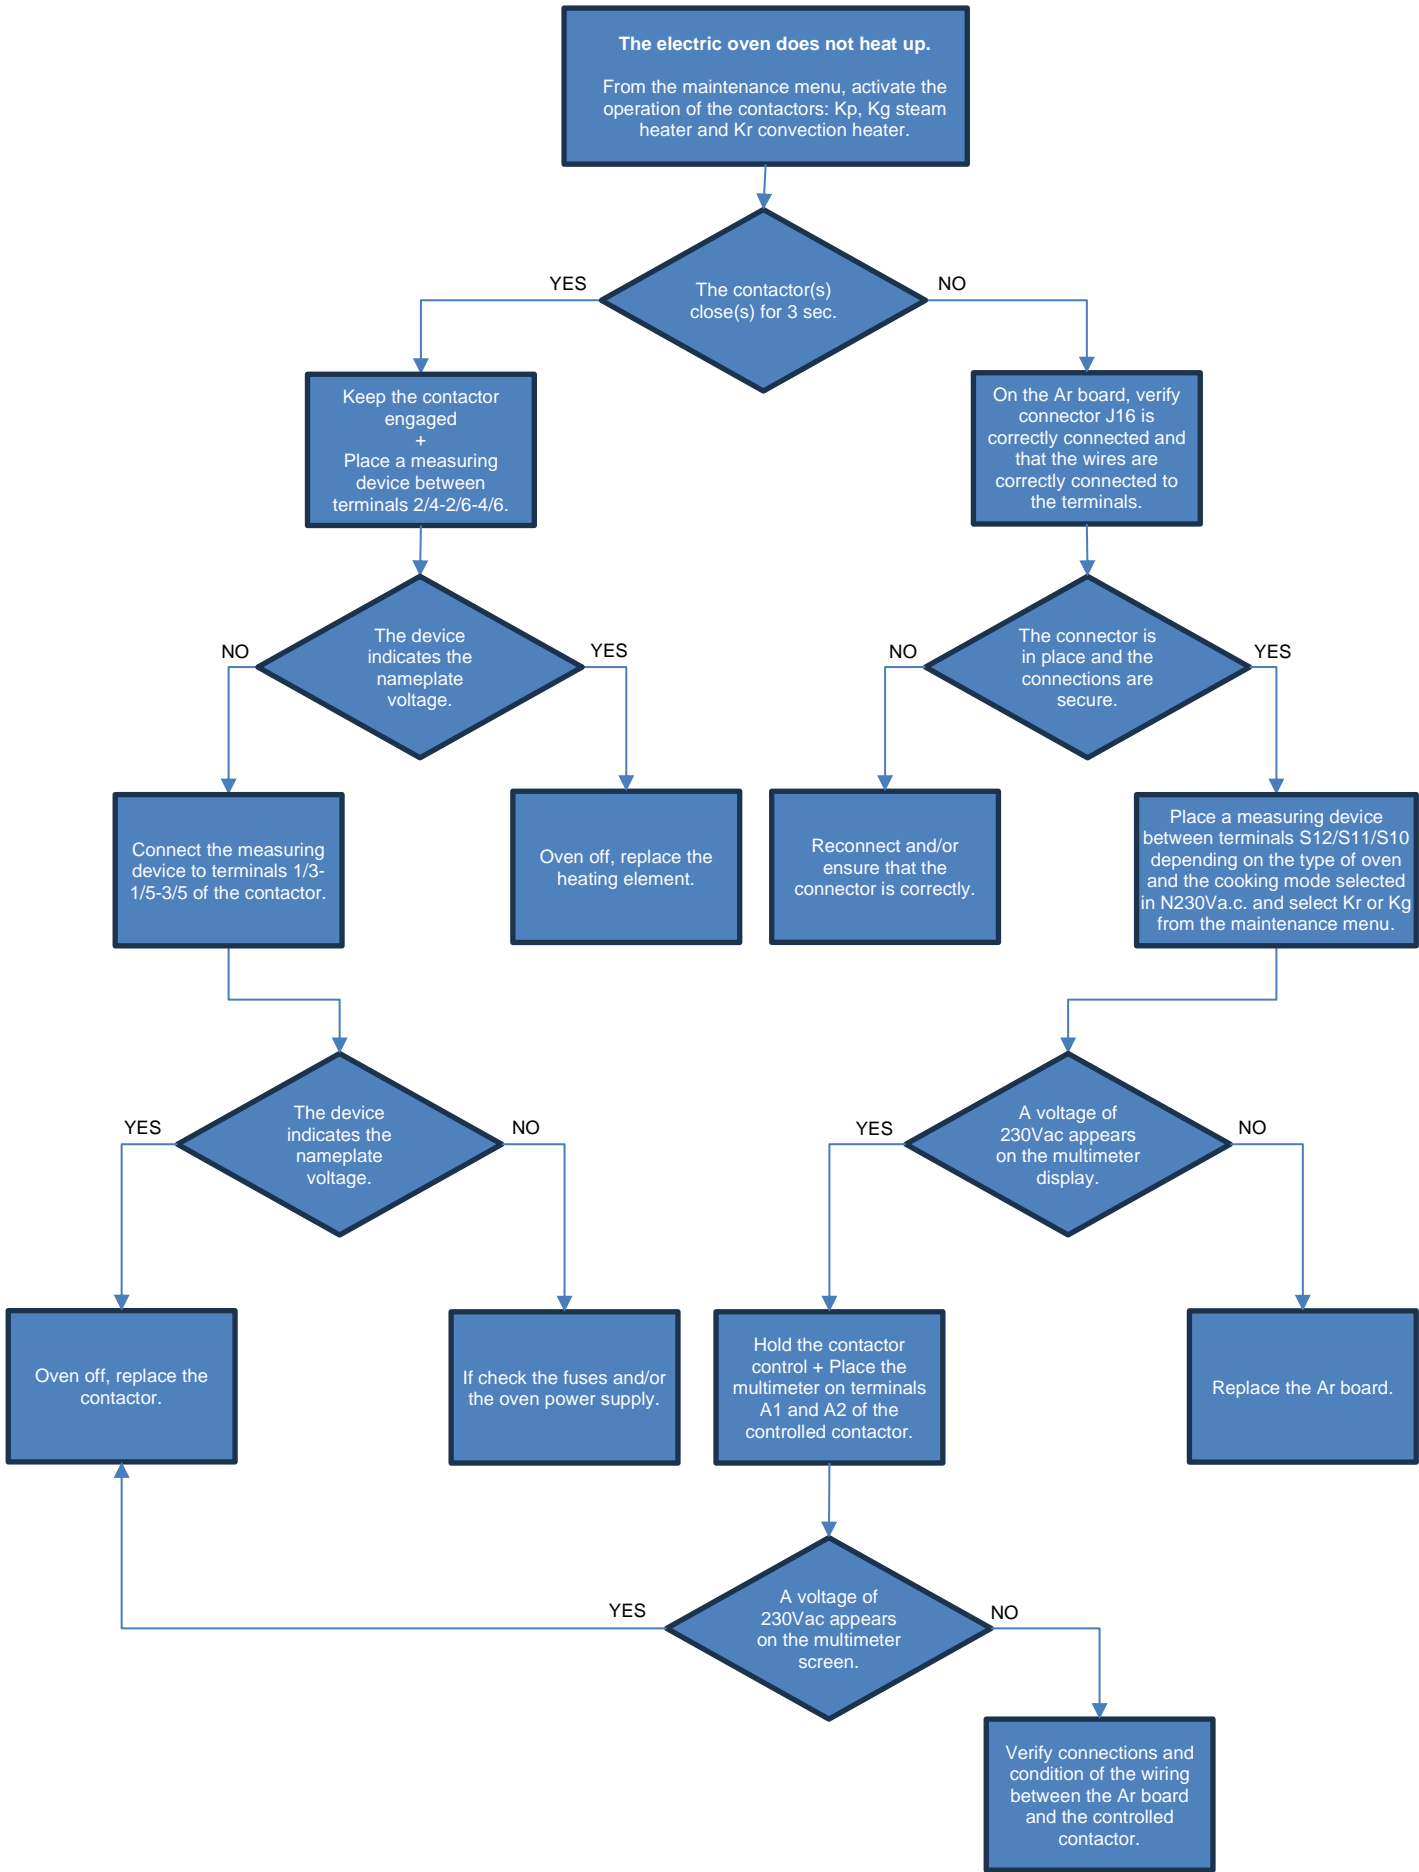 The electric oven does not heat up.
From the maintenance menu, activate the
operation of the contactors: Kp, Kg steam
heater and Kr convection heater.
The contactor(s)
close(s) for 3 sec.
YES
NO
Keep the contactor
engaged
+
Place a measuring
device between
terminals 2/4-2/6-4/6.
On the Ar board, verify
connector J16 is
correctly connected and
that the wires are
correctly connected to
the terminals.
The device
indicates the
nameplate
voltage.
NO
YES
The connector is
in place and the
connections are
secure.
NO
YES
Connect the measuring
device to terminals 1/3-
1/5-3/5 of the contactor.
Oven off, replace the
heating element.
Reconnect and/or
ensure that the
connector is correctly.
Place a measuring device
between terminals S12/S11/S10
depending on the type of oven
and the cooking mode selected
in N230Va.c. and select Kr or Kg
from the maintenance menu.
The device
indicates the
nameplate
voltage.
YES
NO
A voltage of
230Vac appears
on the multimeter
display.
YES
NO
Oven off, replace the
contactor.
If check the fuses and/or
the oven power supply.
Hold the contactor
control + Place the
multimeter on terminals
A1 and A2 of the
controlled contactor.
Replace the Ar board.
A voltage of
230Vac appears
on the multimeter
screen.
YES
NO
Verify connections and
condition of the wiring
between the Ar board
and the controlled
contactor.